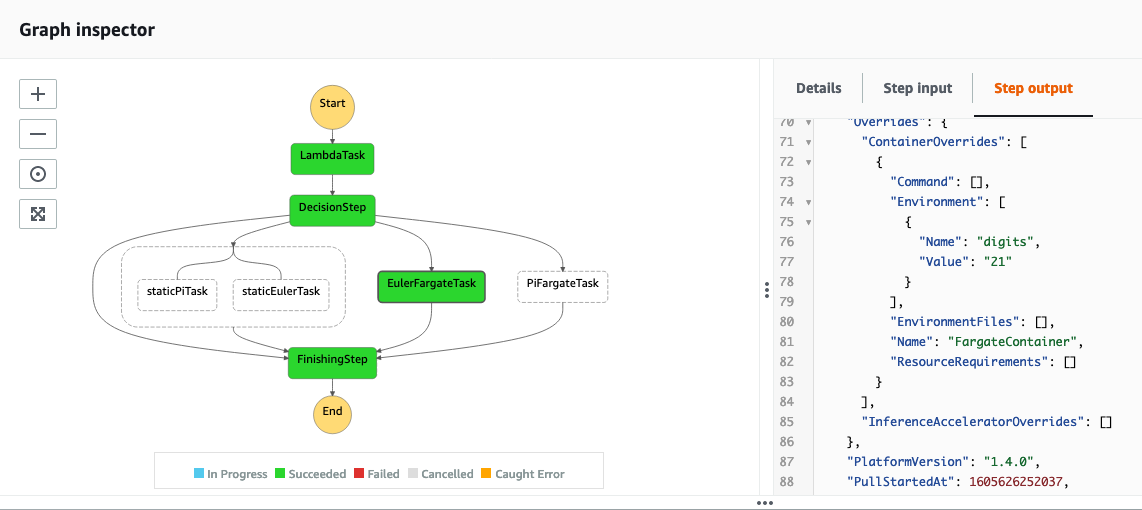 Graph inspector
Start
LambdaTask
DecisionStep
staticPiTask
staticEulerTask
EulerFargateTask
PiFargateTask
FinishingStep
End
In Progress Succeeded Failed Cancelled Caught Error
Details Step input Step output
70 "Overrides": {
71 "ContainerOverrides": [
72 {
73 "Command": [],
74 "Environment": [
75 {
76 "Name": "digits",
77 "Value": "21"
78 }
79 ],
80 "EnvironmentFiles": [],
81 "Name": "FargateContainer",
82 "ResourceRequirements": []
83 }
84 ],
85 "InferenceAcceleratorOverrides": []
86 },
87 "PlatformVersion": "1.4.0",
88 "PullStartedAt": 1605626252037,